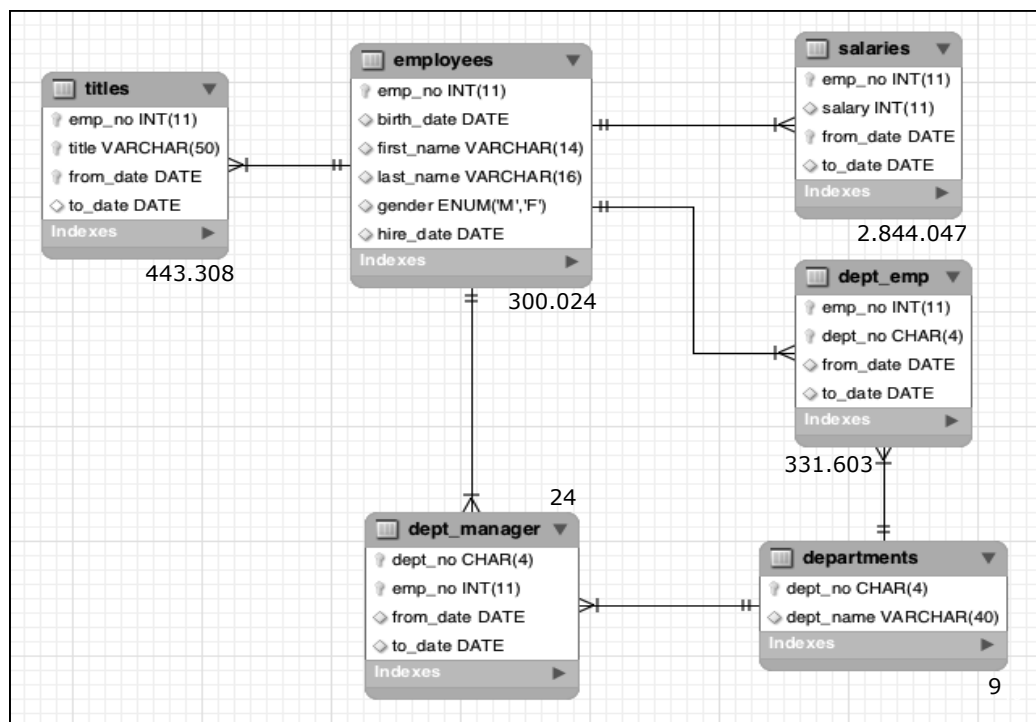 titles
emp_no INT(11)
title VARCHAR(50)
from_date DATE
to_date DATE
Indexes
443.308
employees
emp_no INT(11)
birth_date DATE
first_name VARCHAR(14)
last_name VARCHAR(16)
gender ENUM('M','F')
hire_date DATE
Indexes
300.024
salaries
emp_no INT(11)
salary INT(11)
from_date DATE
to_date DATE
Indexes
2.844.047
dept_emp
emp_no INT(11)
dept_no CHAR(4)
from_date DATE
to_date DATE
Indexes
331.603
24
dept_manager
dept_no CHAR(4)
emp_no INT(11)
from_date DATE
to_date DATE
Indexes
departments
dept_no CHAR(4)
dept_name VARCHAR(40)
Indexes
9